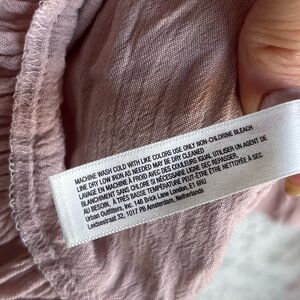 MACHINE WASH COLD WITH LIKE COLORS USE ONLY NON-CHLORINE BLEACH
LINE DRY LOW IRON AS NEEDED MAY BE DRY CLEANED
LAVAGE EN MACHINE À FROID AVEC DES COULEURS IGUAL UTILISER UN AGENT DE
BLANCHIMENT SANS CHLORE SI NÉCESSAIRE LIGNE SEC REPASSER,
AU BESOIN, À TRÈS BASSE TEMPÉRATURE PEUT-ÊTRE ÊTRE NETTOYÉE À SEC
Urban Outfitters, Inc. 146 Brick Lane London, E1 6RU
Leidsestraat 32, 1017 PB Amsterdam, Netherlands